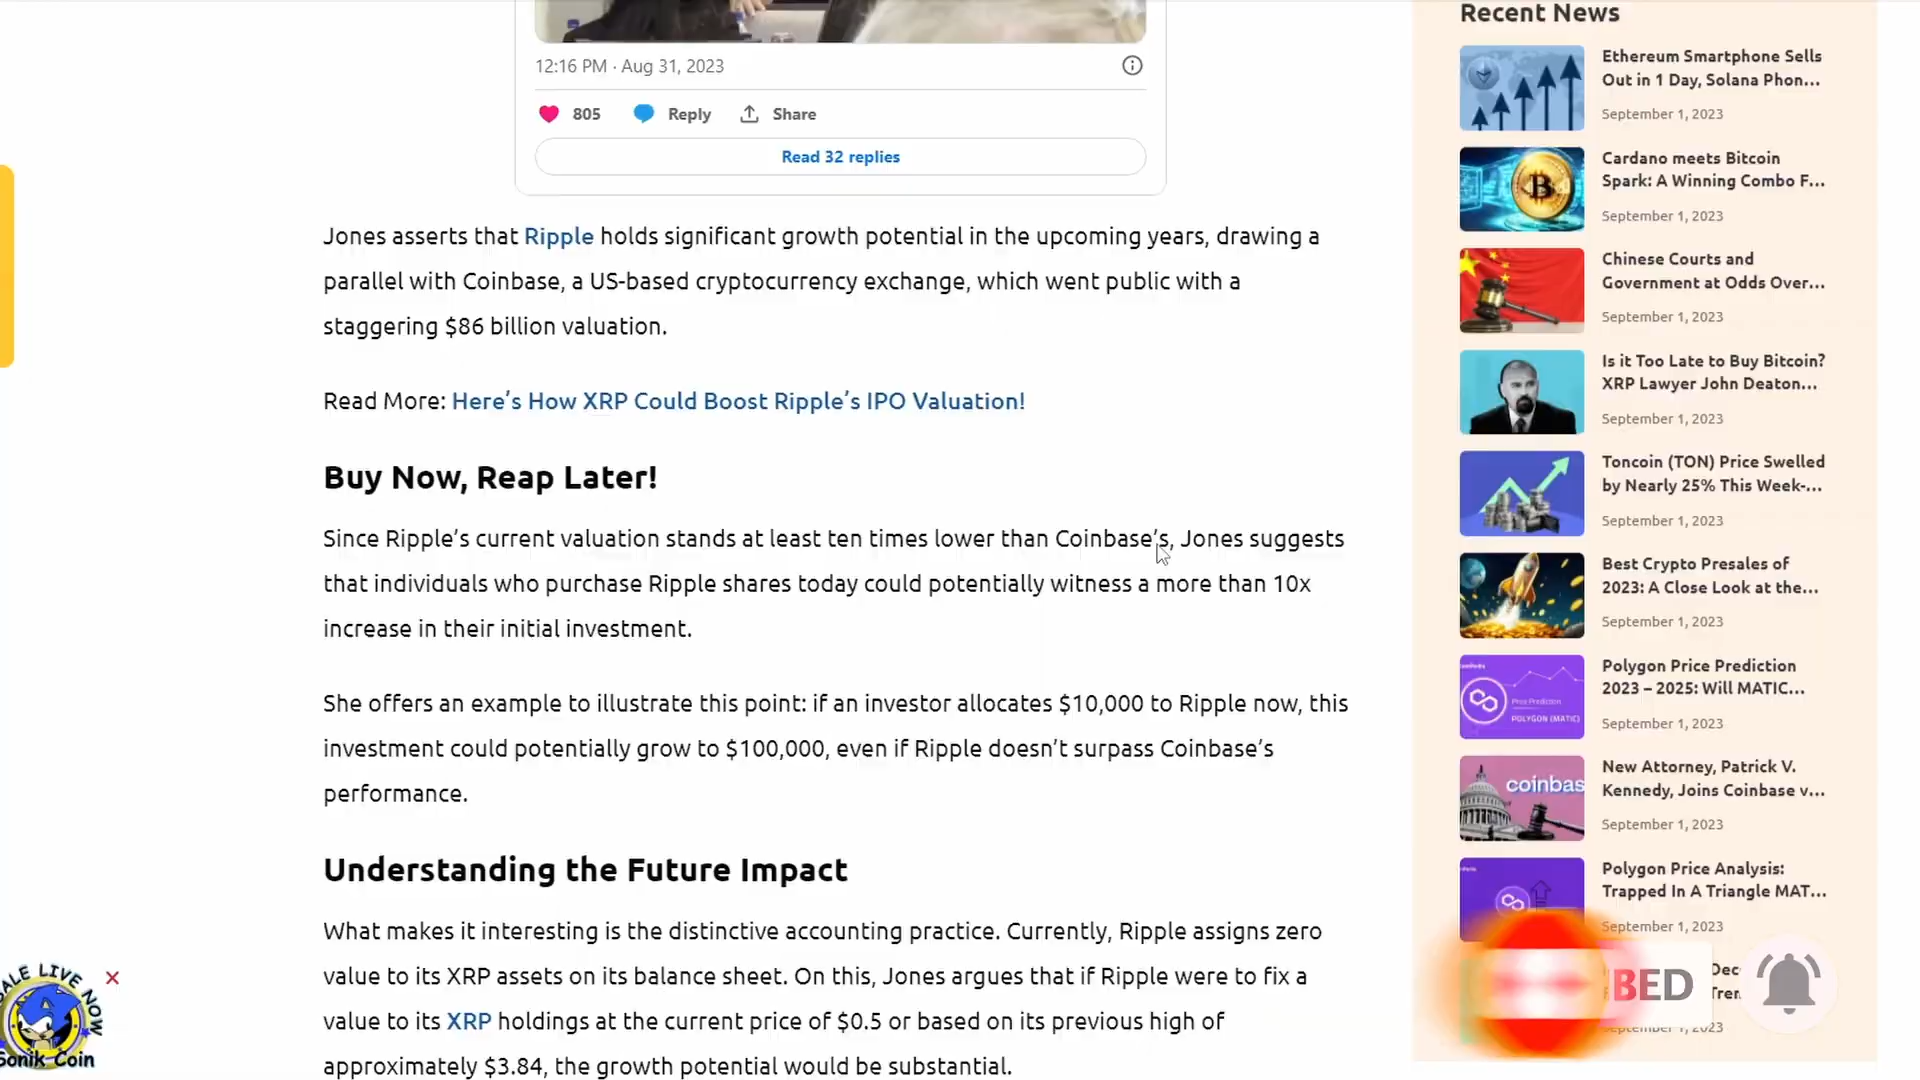 12:16 PM · Aug 31, 2023
805 Reply Share
Read 32 replies
Jones asserts that Ripple holds significant growth potential in the upcoming years, drawing a
parallel with Coinbase, a US-based cryptocurrency exchange, which went public with a
staggering $86 billion valuation.
Read More: Here’s How XRP Could Boost Ripple’s IPO Valuation!
Buy Now, Reap Later!
Since Ripple’s current valuation stands at least ten times lower than Coinbase’s, Jones suggests
that individuals who purchase Ripple shares today could potentially witness a more than 10x
increase in their initial investment.
She offers an example to illustrate this point: if an investor allocates $10,000 to Ripple now, this
investment could potentially grow to $100,000, even if Ripple doesn’t surpass Coinbase’s
performance.
Understanding the Future Impact
What makes it interesting is the distinctive accounting practice. Currently, Ripple assigns zero
value to its XRP assets on its balance sheet. On this, Jones argues that if Ripple were to fix a
value to its XRP holdings at the current price of $0.5 or based on its previous high of
approximately $3.84, the growth potential would be substantial.
Recent News
Ethereum Smartphone Sells
Out in 1 Day, Solana Phon...
September 1, 2023
Cardano meets Bitcoin
Spark: A Winning Combo F...
September 1, 2023
Chinese Courts and
Government at Odds Over...
September 1, 2023
Is it Too Late to Buy Bitcoin?
XRP Lawyer John Deaton...
September 1, 2023
Toncoin (TON) Price Swelled
by Nearly 25% This Week-...
September 1, 2023
Best Crypto Presales of
2023: A Close Look at the...
September 1, 2023
Price Prediction
POLYGON (MATIC)
Polygon Price Prediction
2023 – 2025: Will MATIC...
September 1, 2023
coinbas
New Attorney, Patrick V.
Kennedy, Joins Coinbase v...
September 1, 2023
Polygon Price Analysis:
Trapped In A Triangle MAT...
September 1, 2023
BED
ALE LIVE NOW
Sonik Coin